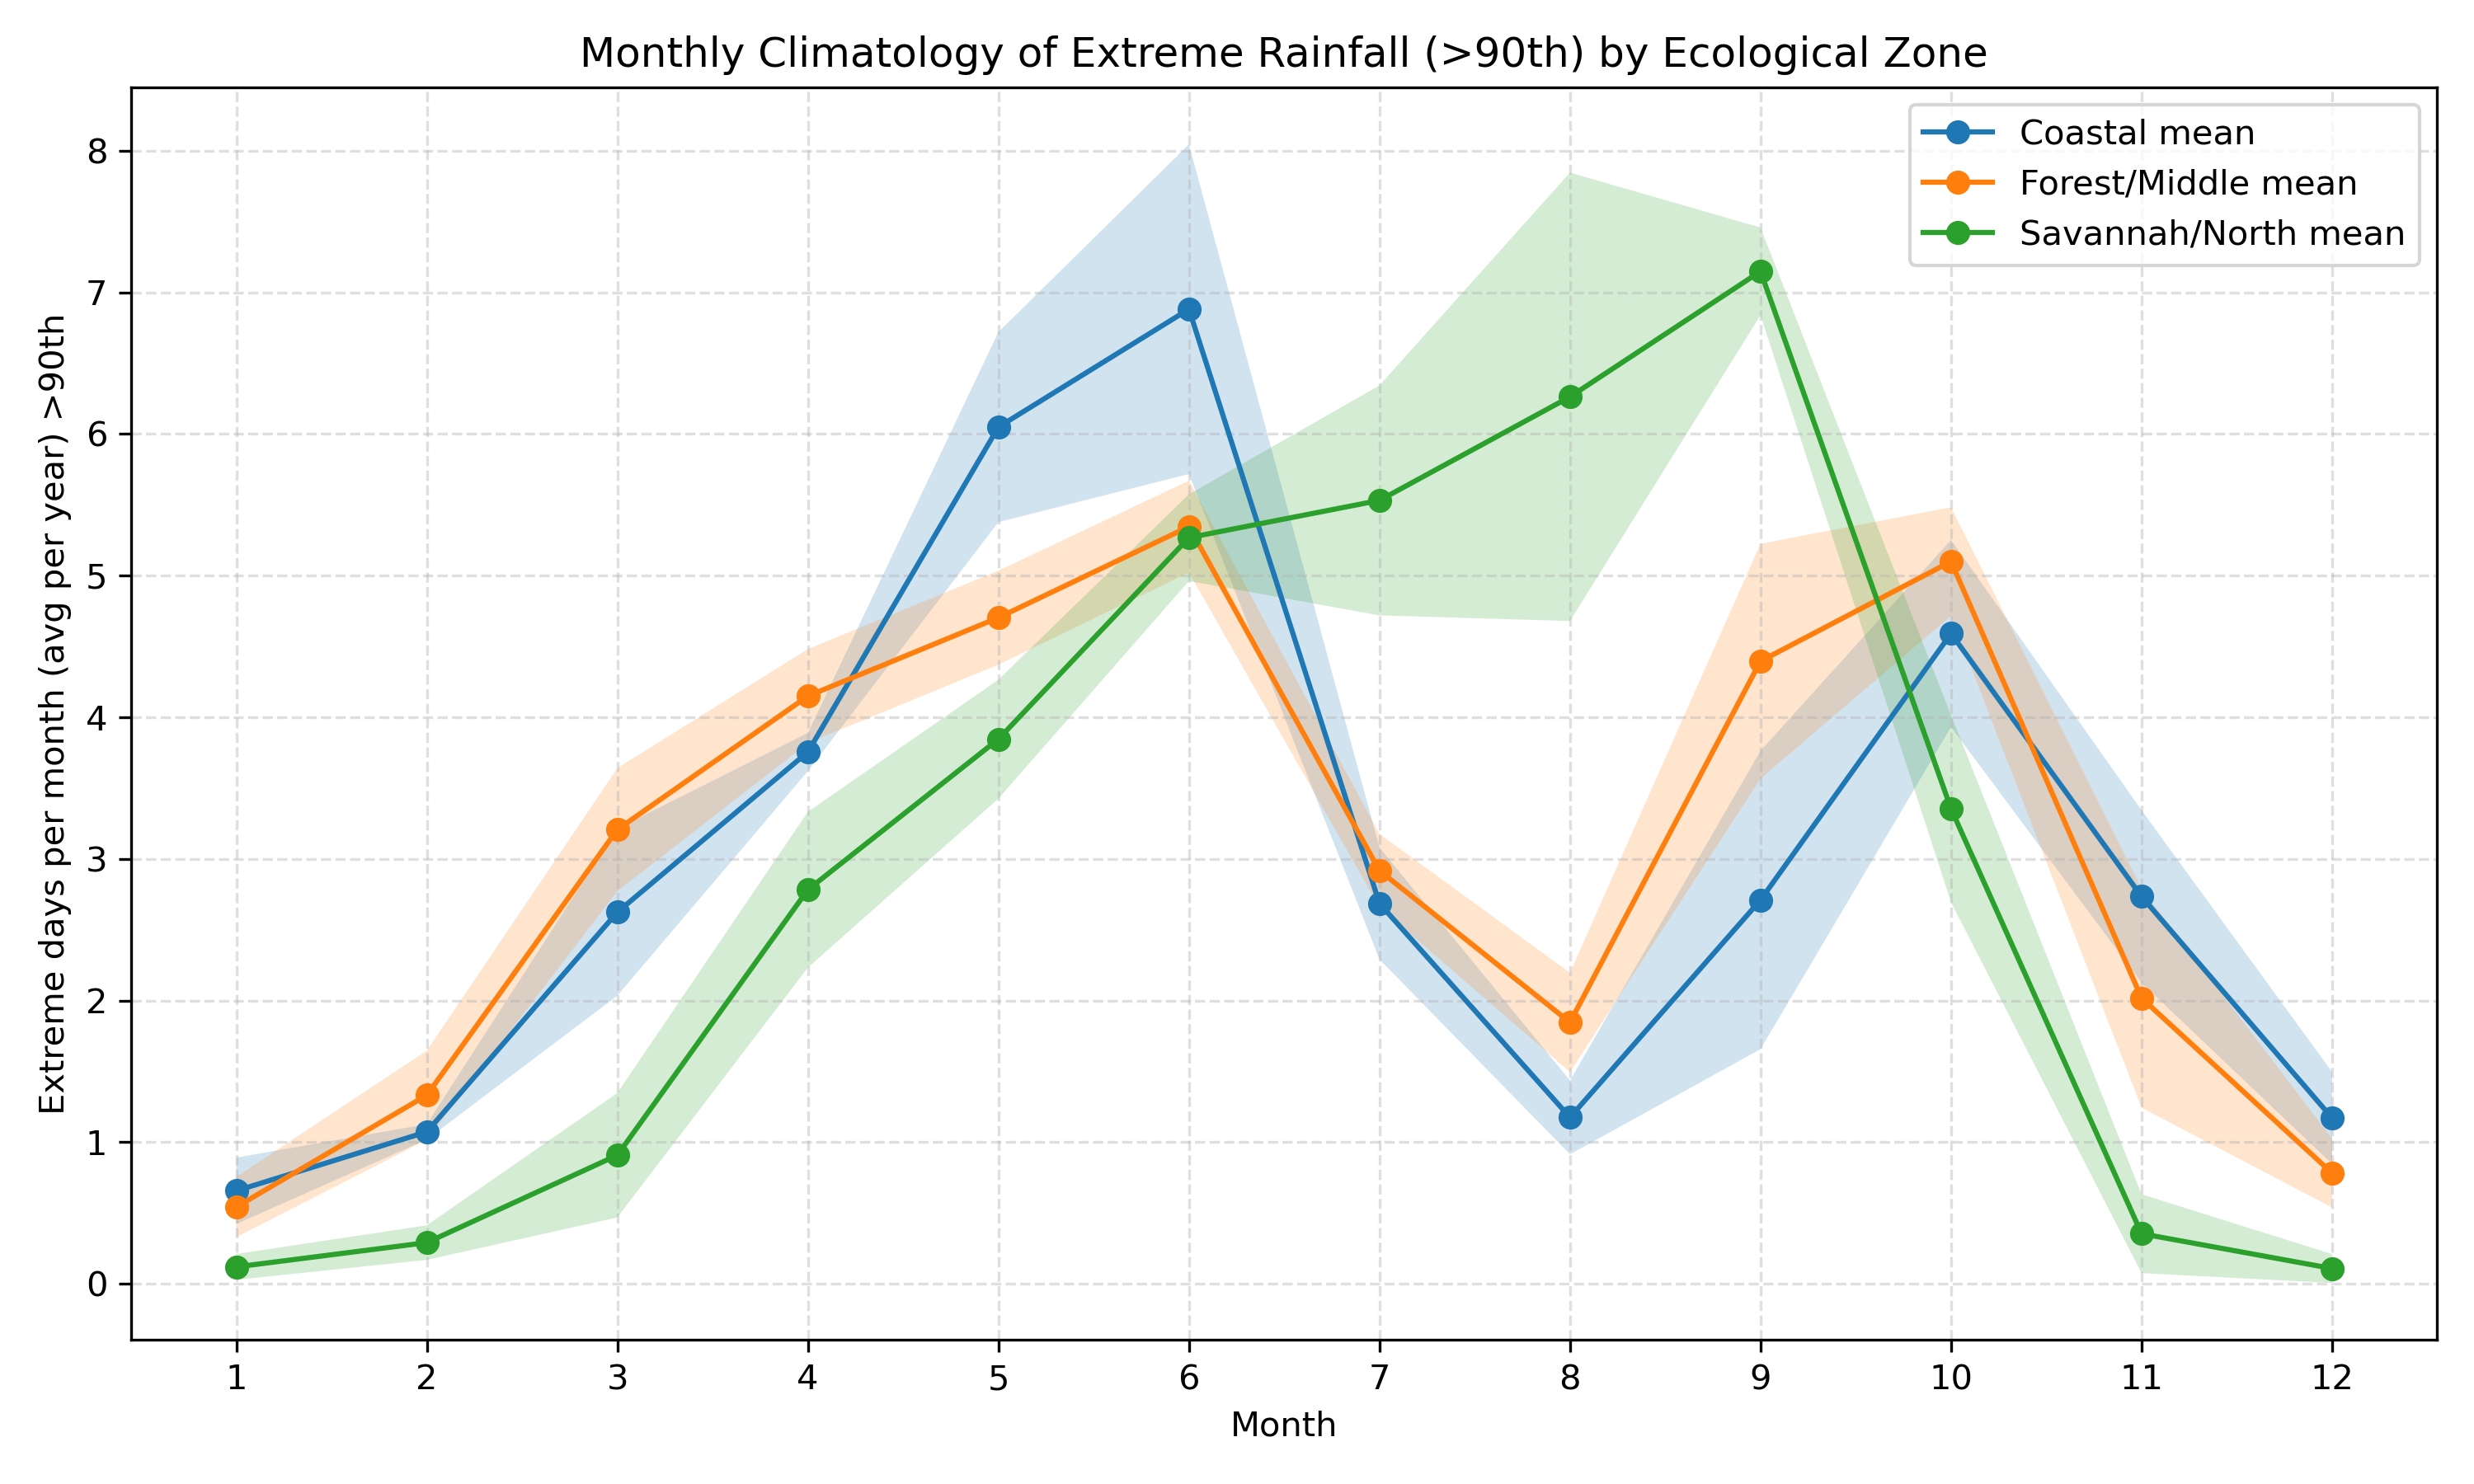 Monthly Climatology of Extreme Rainfall (>90th) by Ecological Zone
Coastal mean
Forest/Middle mean
Savannah/North mean
Extreme days per month (avg per year) >90th
8
7
6
5
4
3
2
1
0
1 2 3 4 5 6 7 8 9 10 11 12
Month